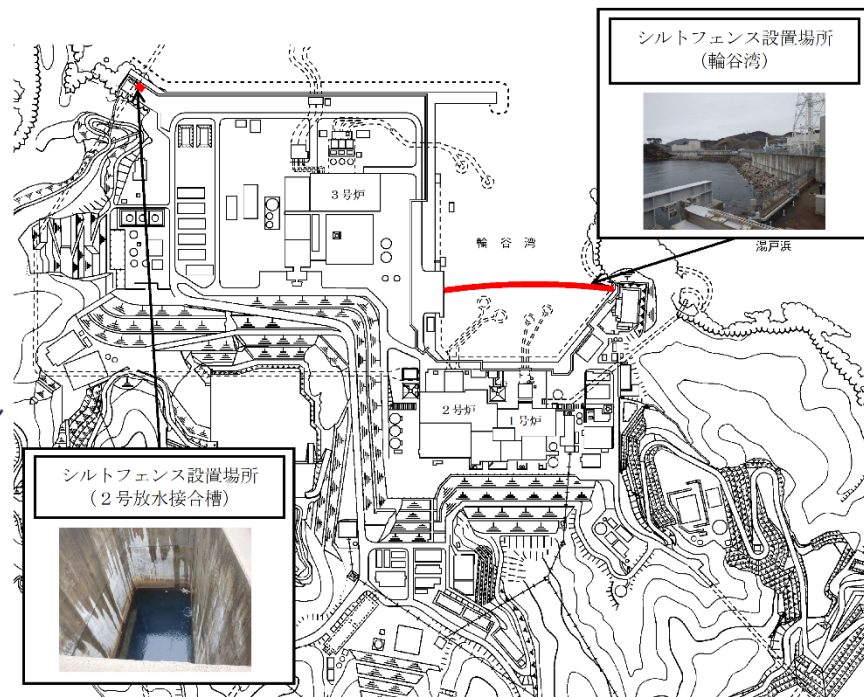 シルトフェンス設置場所
（輪谷湾）
3号炉
輪谷湾
湯戸浜
2号炉
1号炉
シルトフェンス設置場所
（２号放水接合槽）